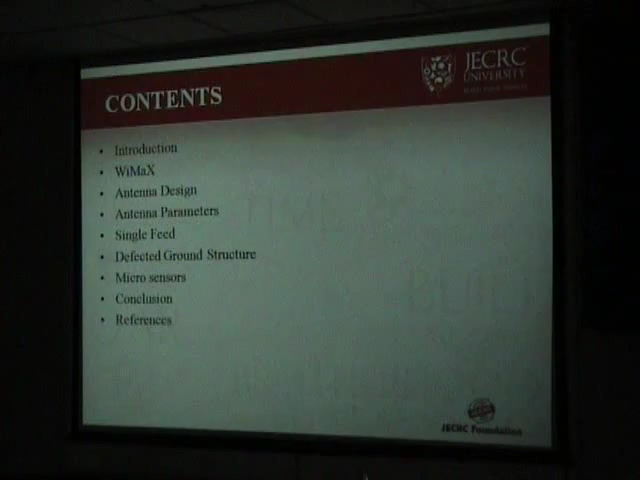 JECRC
UNIVERSITY
CONTENTS
• Introduction
• WiMaX
• Antenna Design
• Antenna Parameters
• Single Feed
• Defected Ground Structure
• Micro sensors
• Conclusion
• References
JECRC Foundation